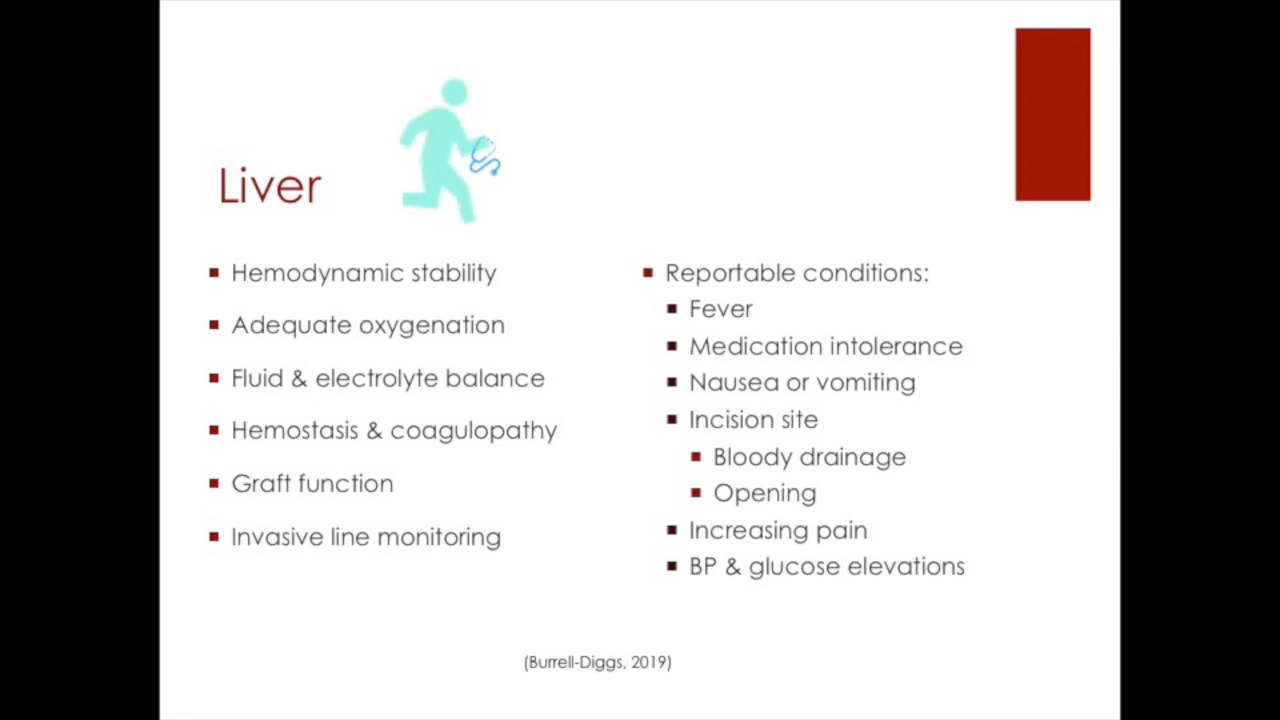 Liver
Hemodynamic stability
Adequate oxygenation
Fluid & electrolyte balance
Hemostasis & coagulopathy
Graft function
Invasive line monitoring
Reportable conditions:
Fever
Medication intolerance
Nausea or vomiting
Incision site
Bloody drainage
Opening
Increasing pain
BP & glucose elevations
(Burrell-Diggs, 2019)